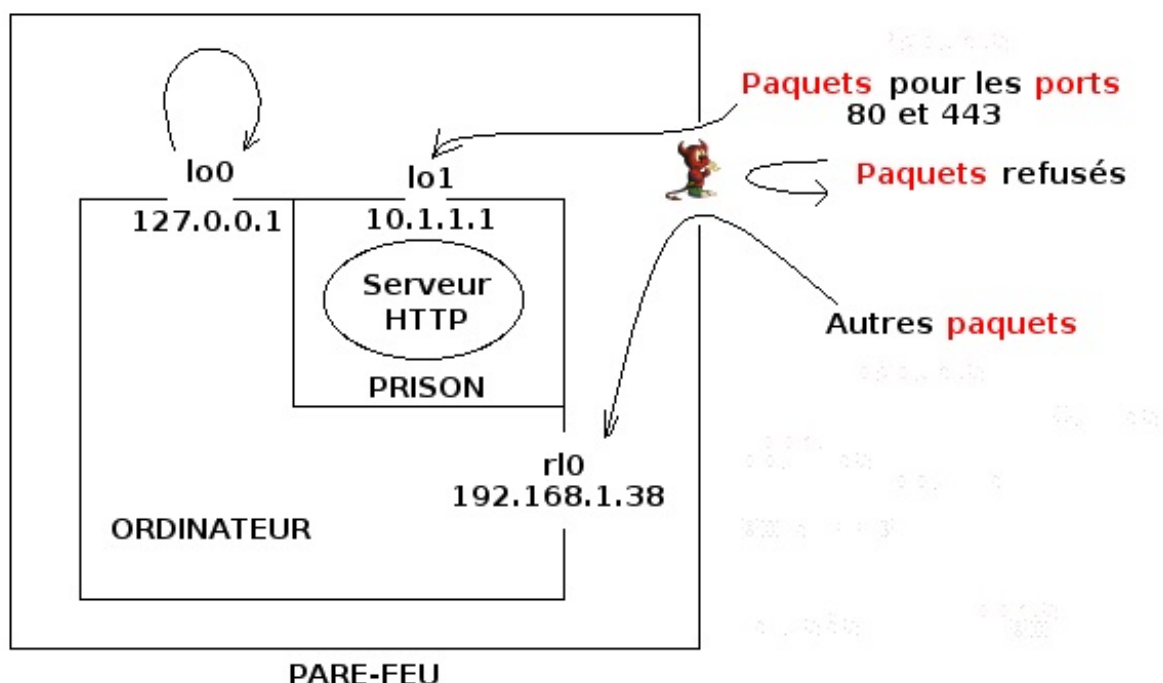 Paquets pour les ports
80 et 443
Paquets refusés
lo0
lo1
127.0.0.1
10.1.1.1
Serveur
HTTP
PRISON
Autres paquets
rl0
192.168.1.38
ORDINATEUR
PARE-FEU